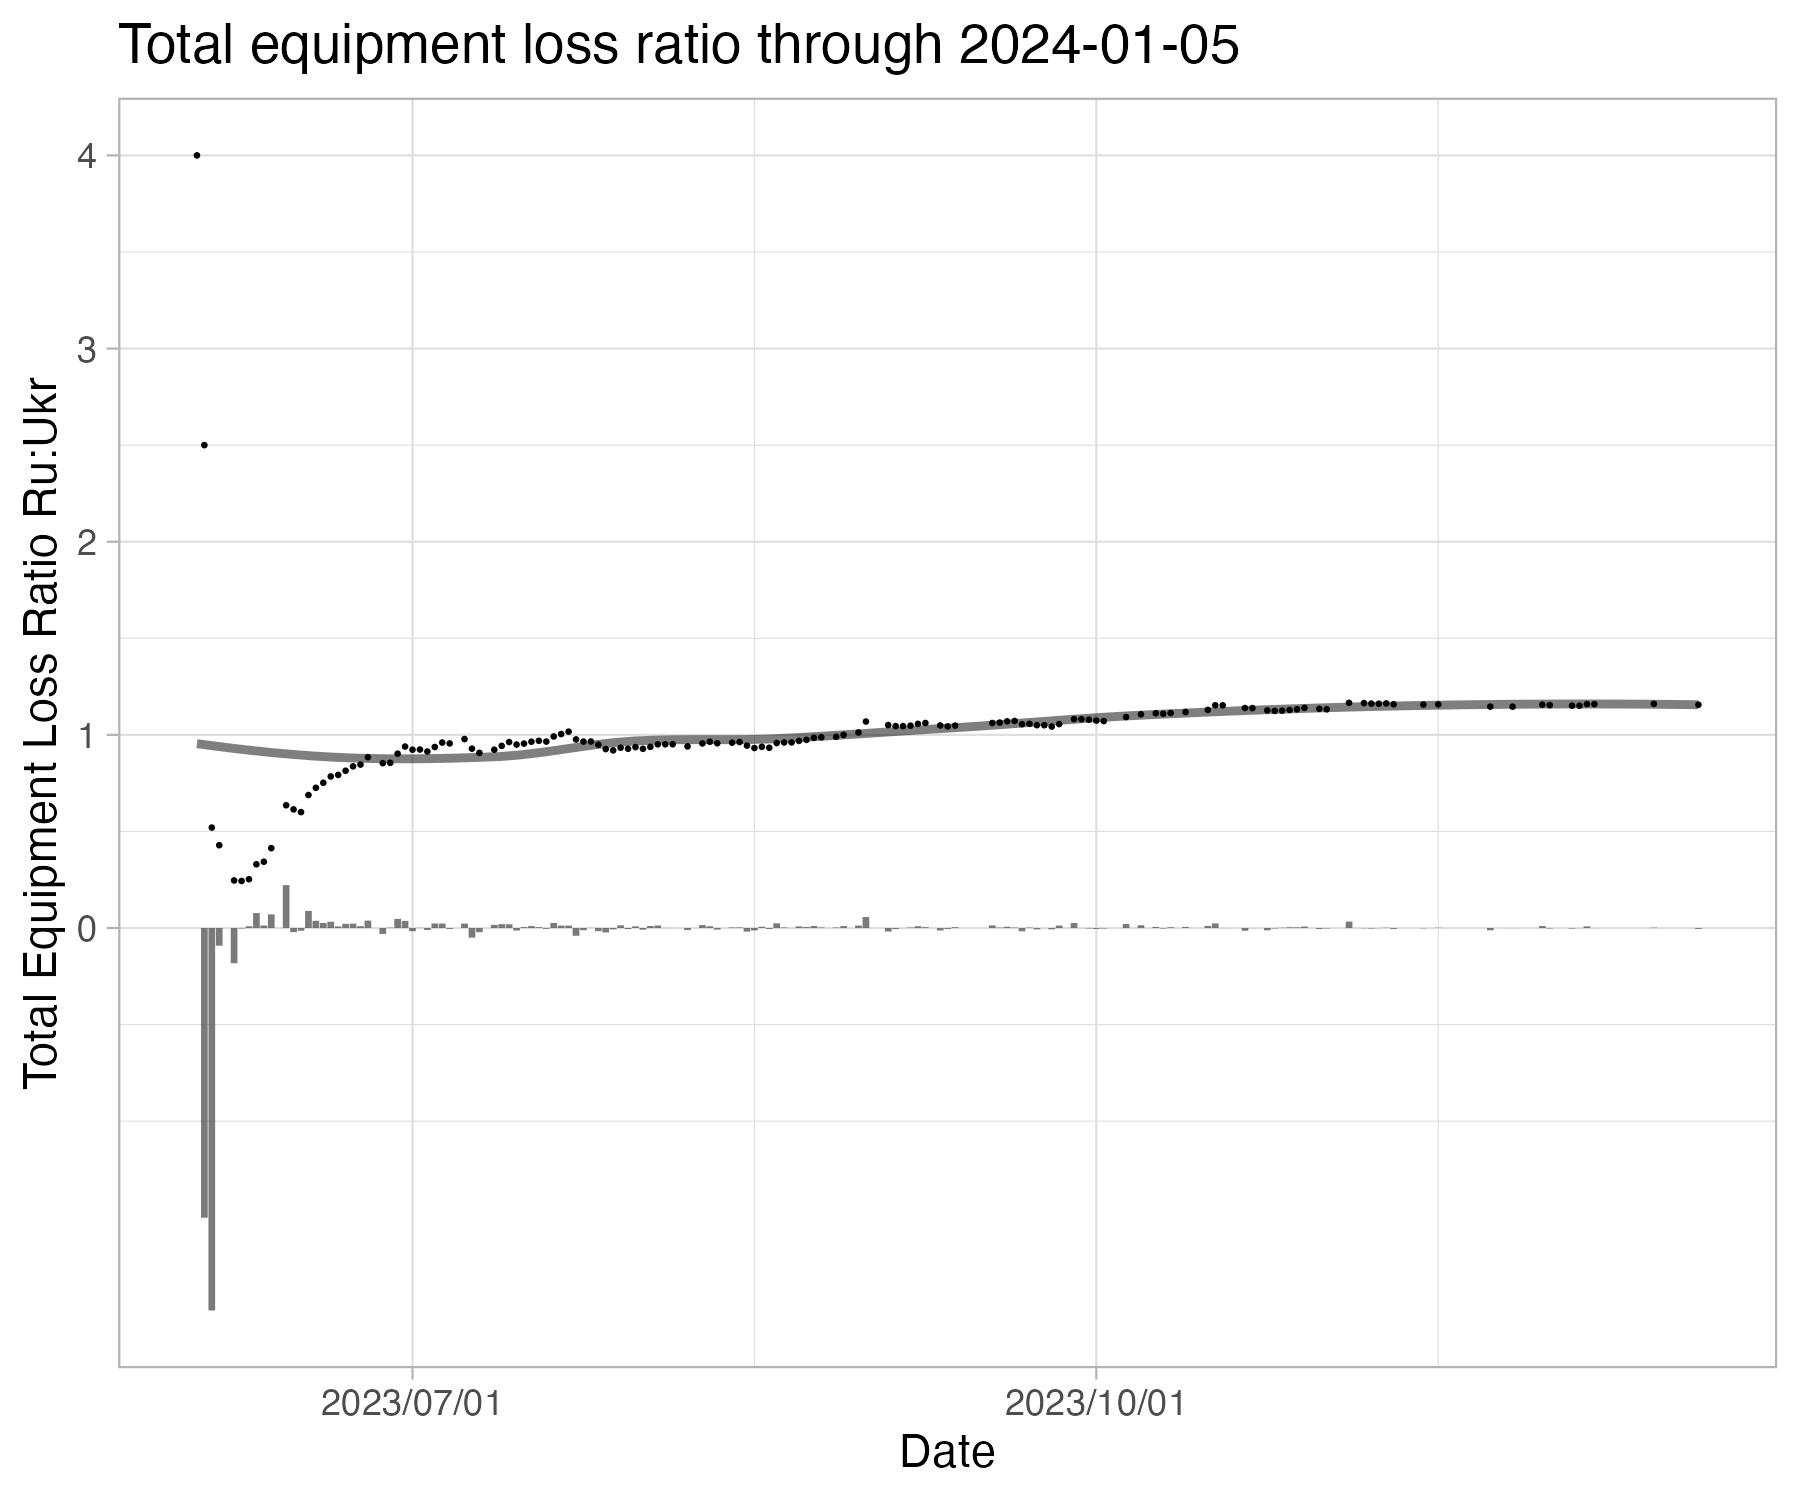 Total equipment loss ratio through 2024-01-05
Total Equipment Loss Ratio Ru:Ukr
4
3
2
1
0
2023/07/01
2023/10/01
Date